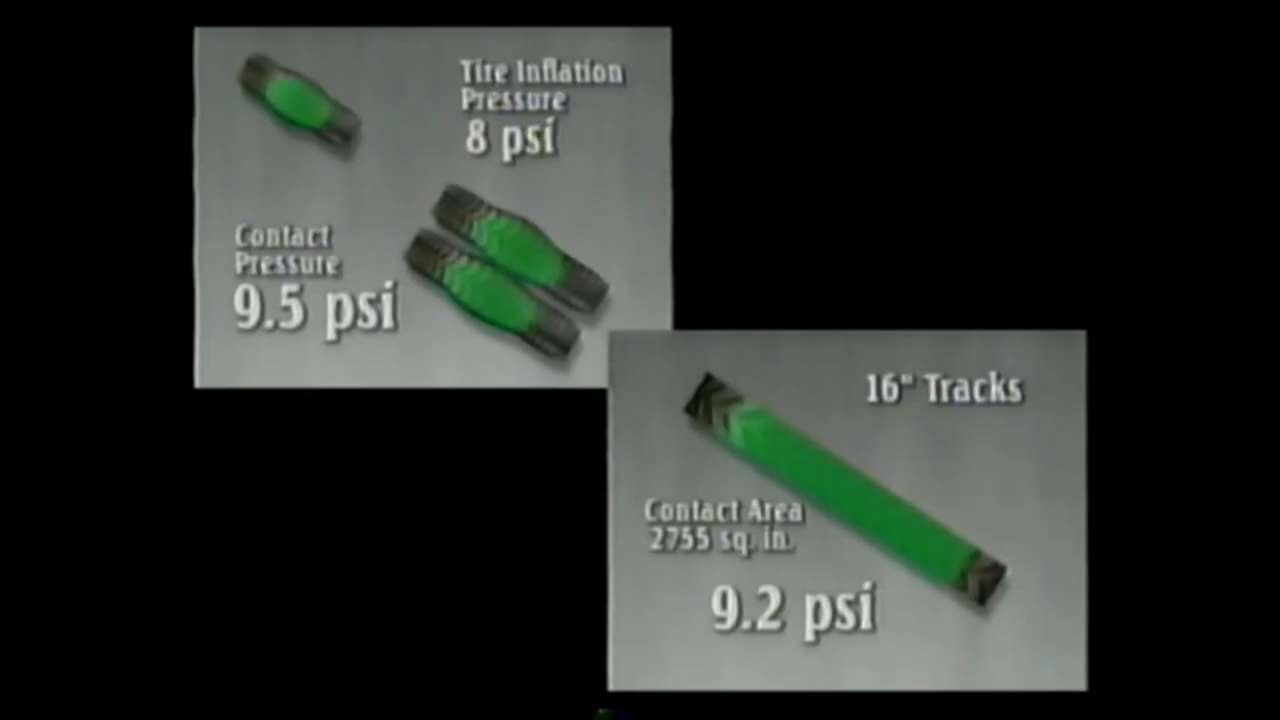 Tire Inflation
Pressure
8 psi
Contact
Pressure
9.5 psi
16" Tracks
Contact Area
2755 sq. in.
9.2 psi